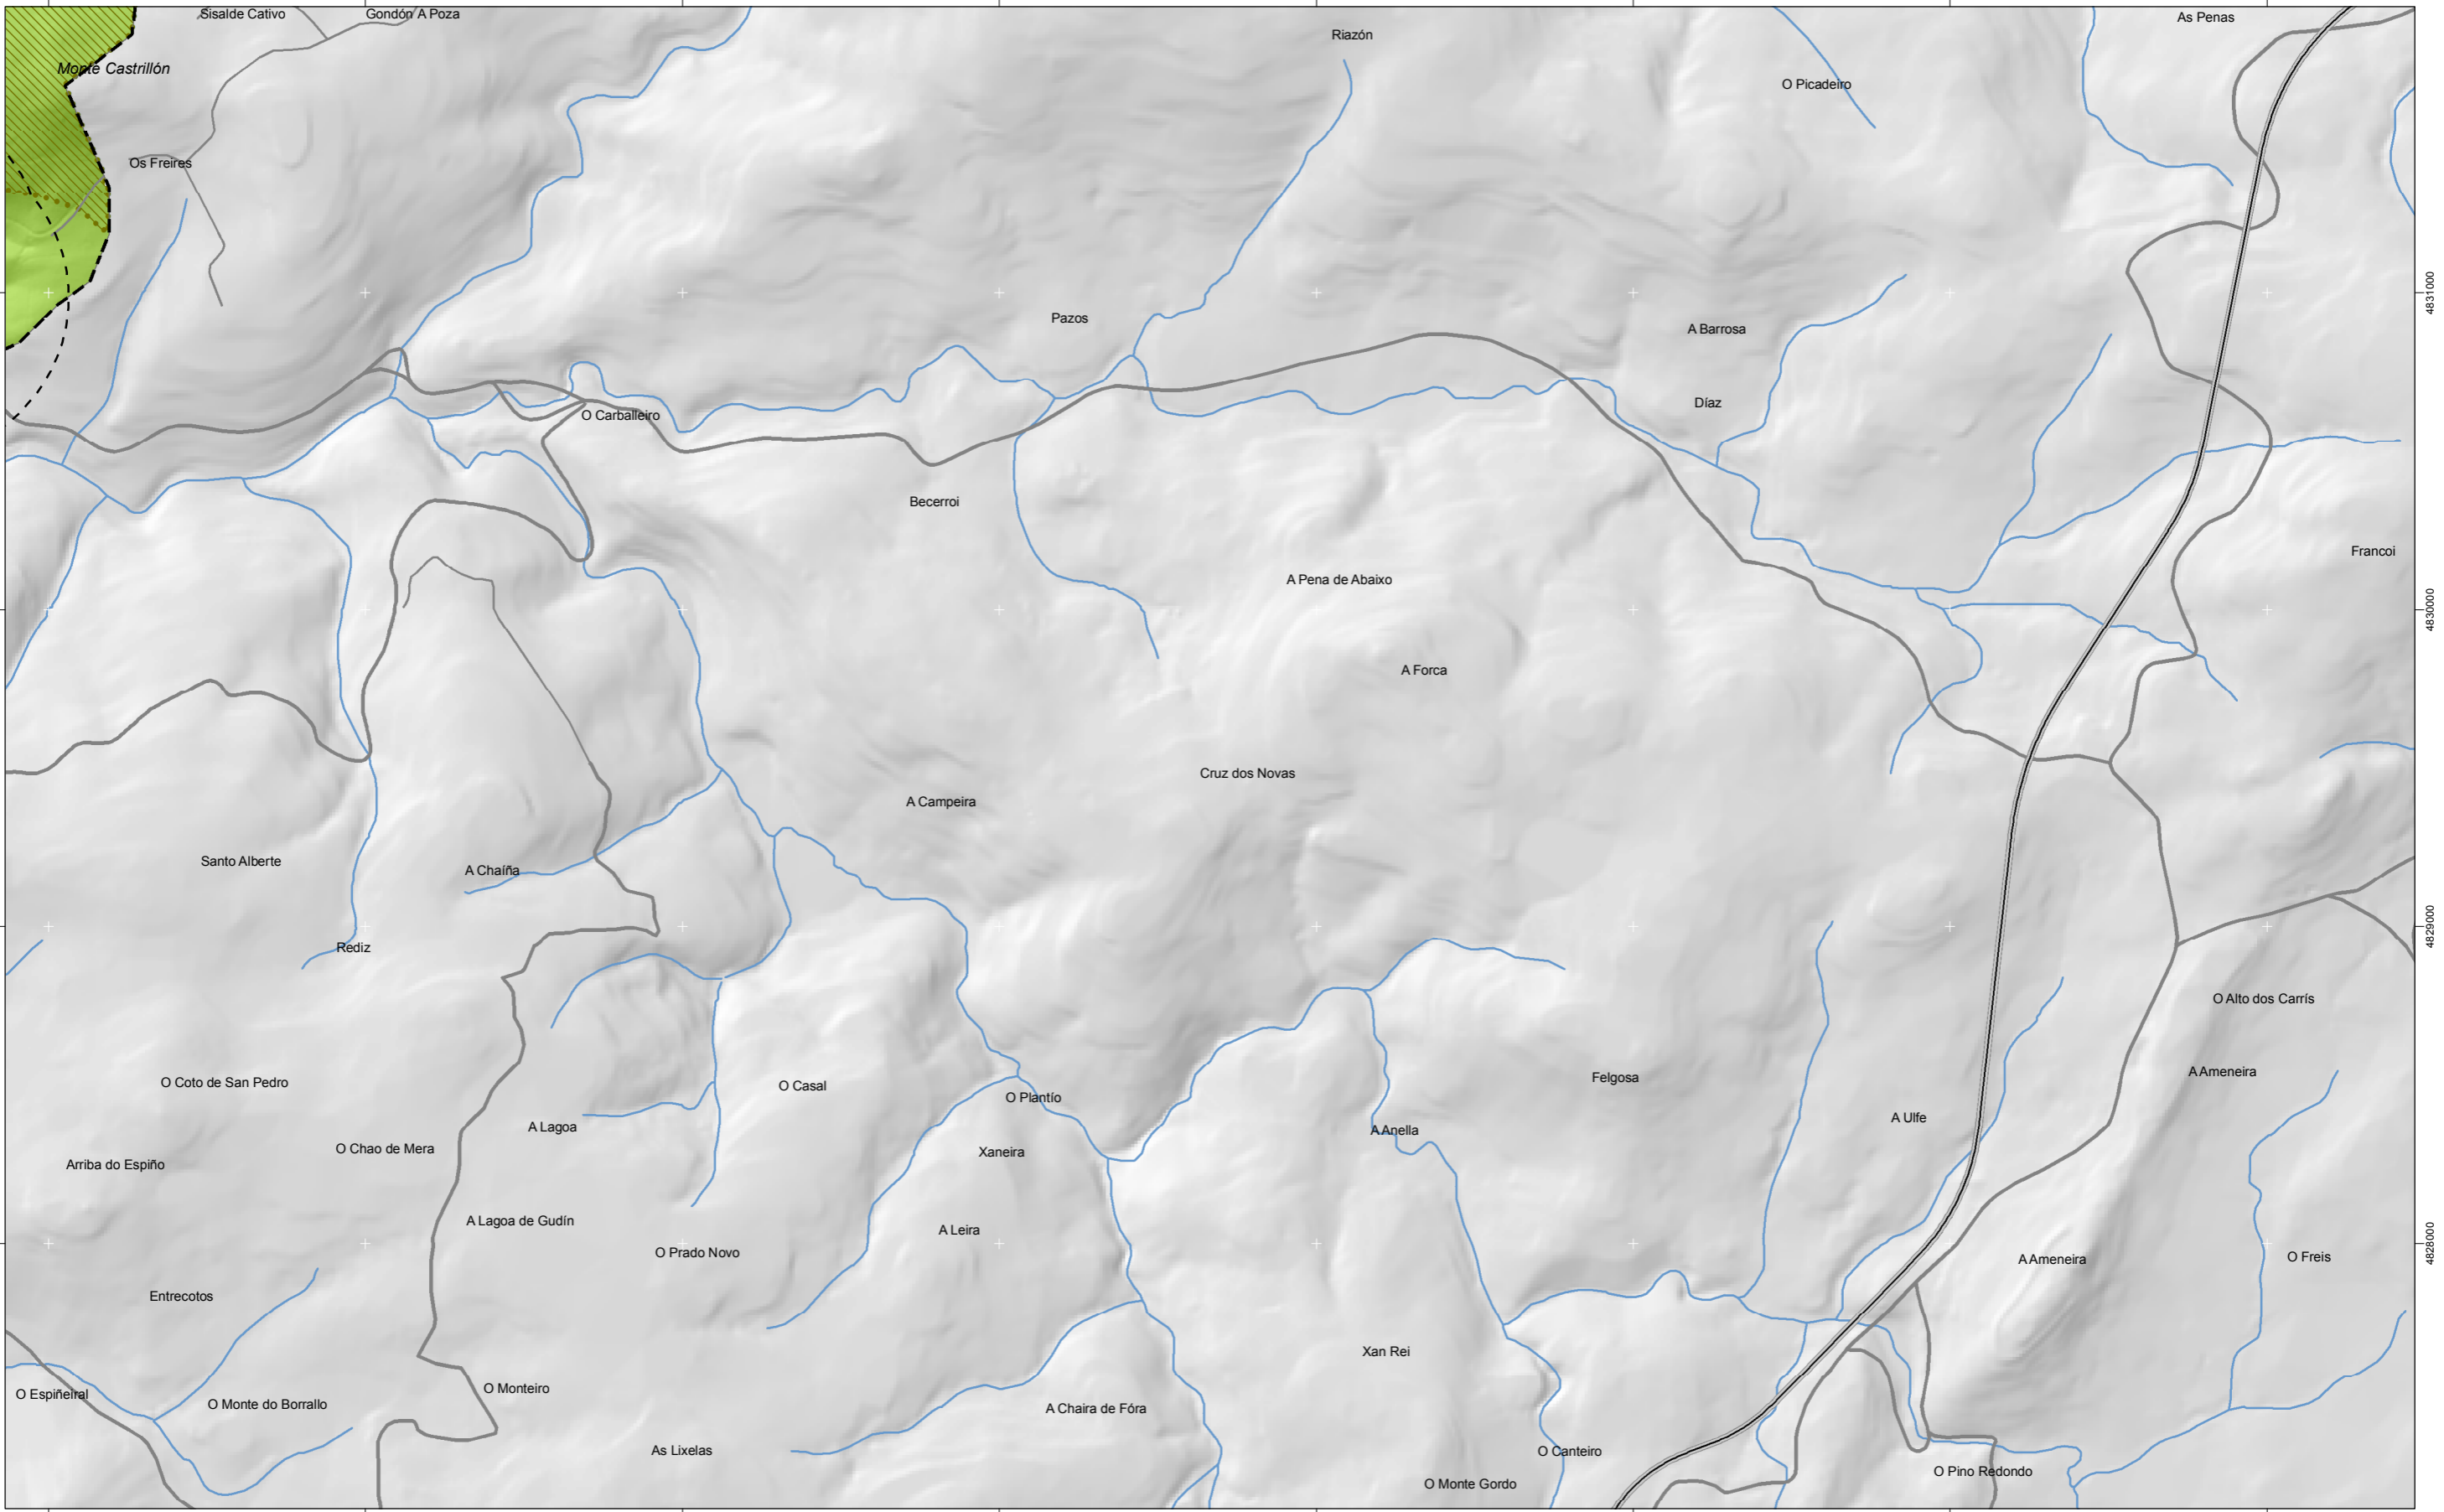 Sisalde Cativo
Gondón A Poza
As Penas
Riazón
Monte Castrillón
O Picadeiro
Os Freires
4831000
Pazos
A Barrosa
Díaz
O Carballeiro
Becerroi
Francoi
A Pena de Abaixo
4830000
A Forca
Cruz dos Novas
A Campeira
Santo Alberte
A Chaíña
4829000
Rediz
O Alto dos Carrís
A Ameneira
Felgosa
O Coto de San Pedro
O Casal
O Plantío
A Ulfe
A Lagoa
A Anella
O Chao de Mera
Xaneira
Arriba do Espiño
A Lagoa de Gudín
A Leira
4828000
O Prado Novo
O Freis
A Ameneira
Entrecotos
Xan Rei
O Monteiro
O Espiñeiral
O Monte do Borrallo
A Chaira de Fóra
As Lixelas
O Canteiro
O Pino Redondo
O Monte Gordo